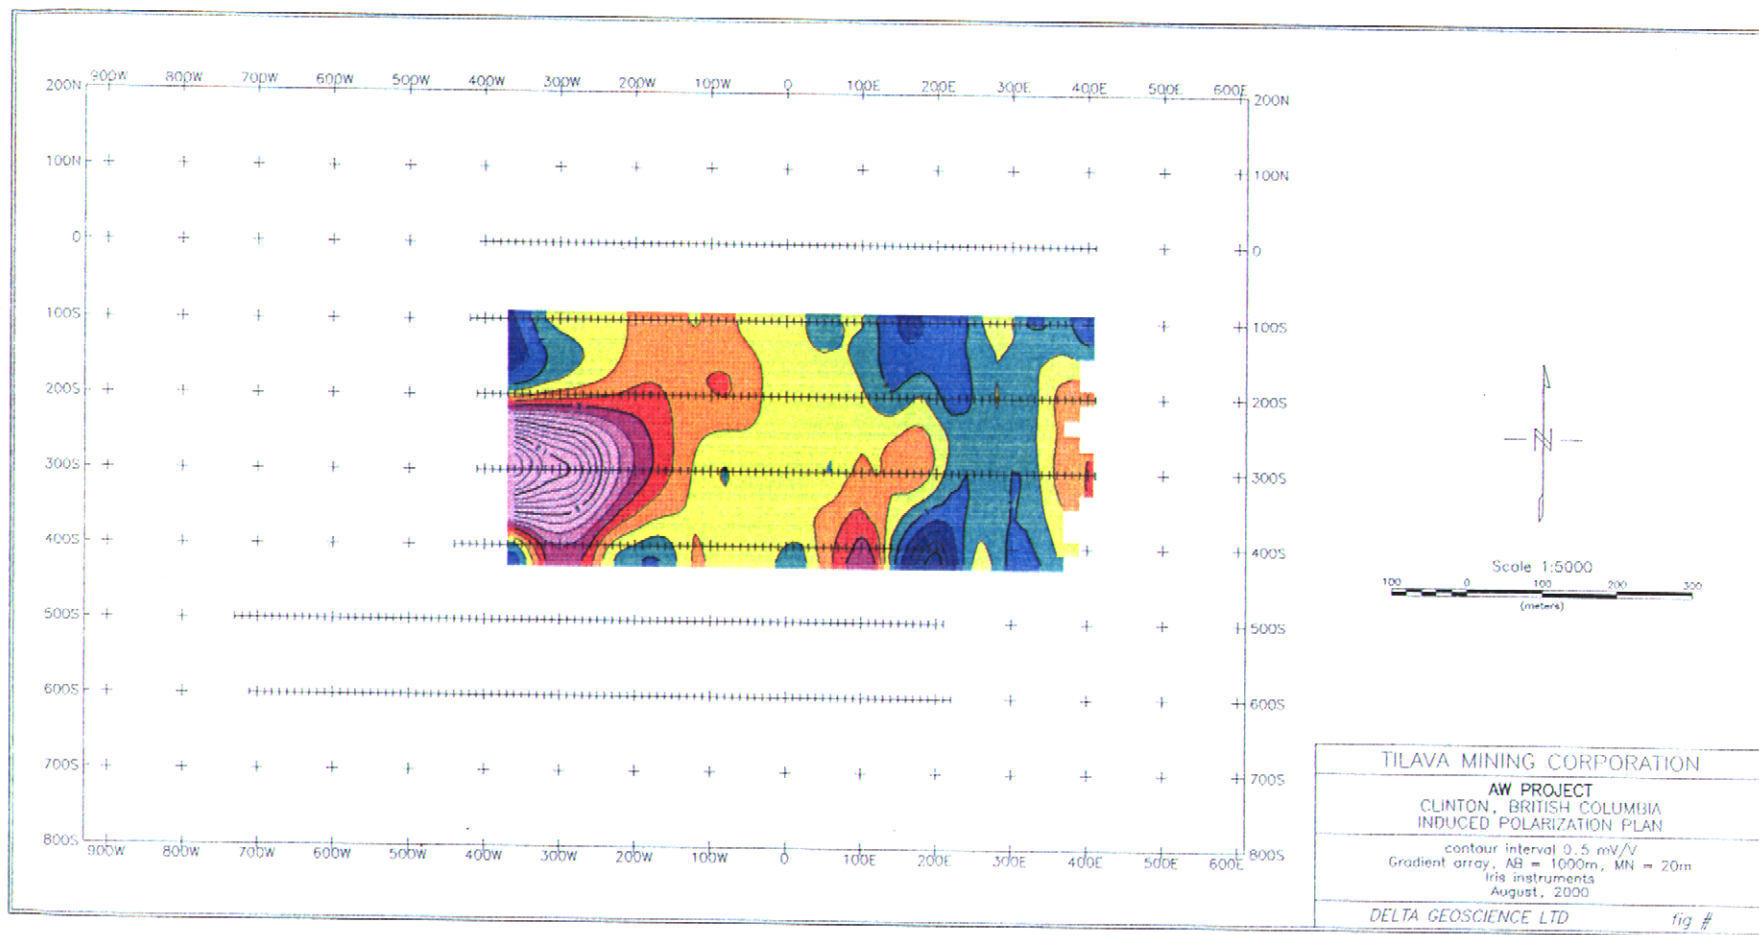 900W 800W 700W 600W 500W 400W 300W 200W 100W 0 100E 200E 300E 400E 500E 600E
200N 200N
100N 100N
0 0
100S 100S
200S 200S
300S 300S
400S 400S
500S 500S
600S 600S
700S 700S
800S 800S
900W 800W 700W 600W 500W 400W 300W 200W 100W 0 100E 200E 300E 400E 500E 600E
N
Scale 1:5000
100 0 100 200 300
(meters)
TILAVA MINING CORPORATION
AW PROJECT
CLINTON, BRITISH COLUMBIA
INDUCED POLARIZATION PLAN
contour interval 0.5 mV/V
Gradient array, AB = 1000m, MN = 20m
Iris instruments
August, 2000
DELTA GEOSCIENCE LTD fig #